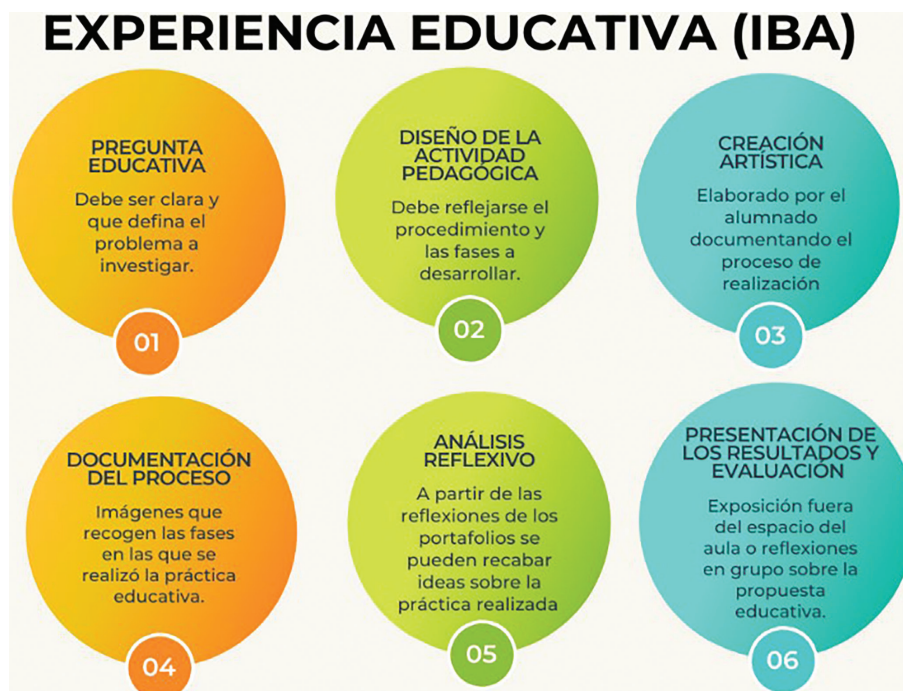 EXPERIENCIA EDUCATIVA (IBA)
PREGUNTA
EDUCATIVA
Debe ser clara y
que defina el
problema a
investigar.
01
DISEÑO DE LA
ACTIVIDAD
PEDAGÓGICA
Debe reflejarse el
procedimiento y
las fases a
desarrollar.
02
CREACIÓN
ARTÍSTICA
Elaborado por el
alumnado
documentando el
proceso de
realización
03
DOCUMENTACIÓN
DEL PROCESO
Imágenes que
recogen las fases
en las que se
realizó la práctica
educativa.
04
ANÁLISIS
REFLEXIVO
A partir de las
reflexiones de los
portafolios se
pueden recabar
ideas sobre la
práctica realizada
05
PRESENTACIÓN DE
LOS RESULTADOS Y
EVALUACIÓN
Exposición fuera
del espacio del
aula o reflexiones
en grupo sobre la
propuesta
educativa.
06